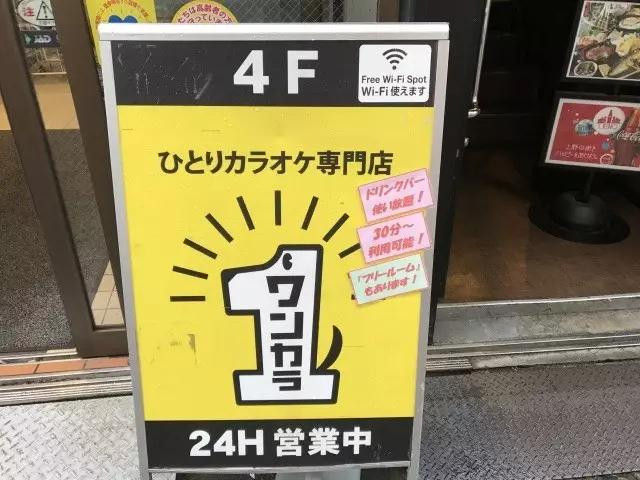 4F
Free Wi-Fi Spot
Wi-Fi 使えます
ひとりカラオケ専門店
ドリンクバー
使い放題！
30分～
利用可能！
「フリールーム」
もあります！
1
ワンカラ
24H 営業中